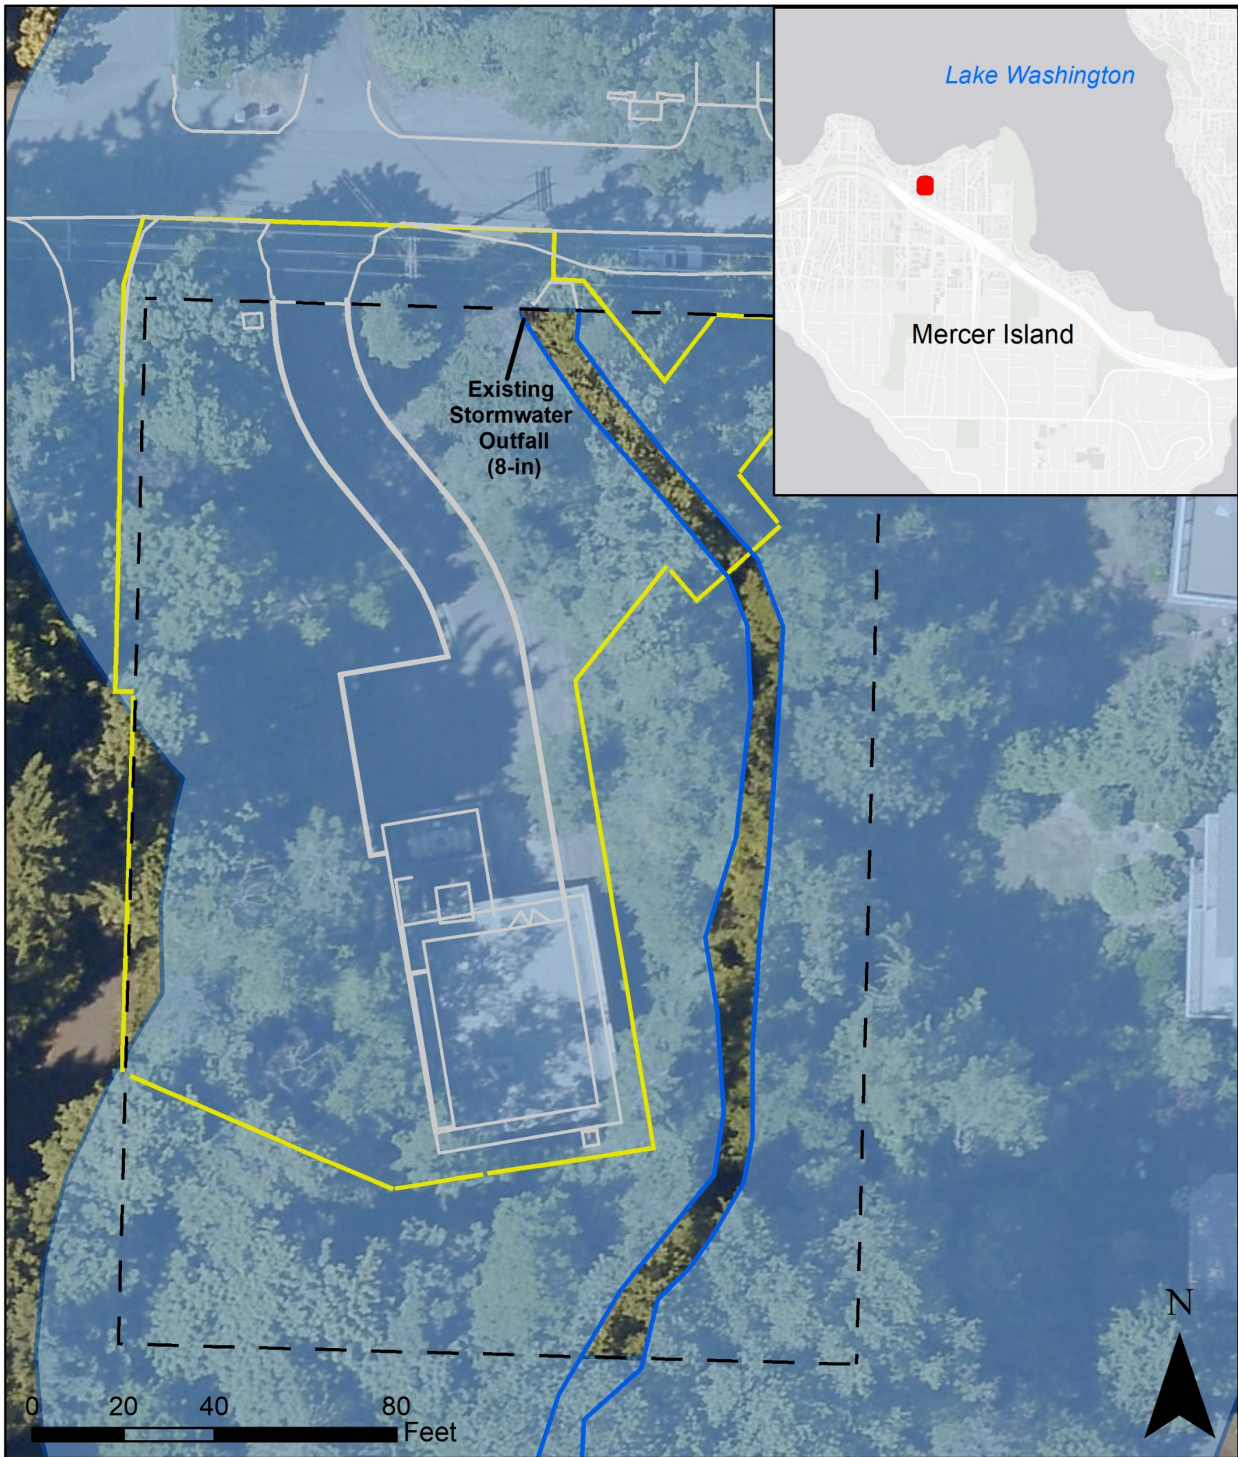 Lake Washington
Mercer Island
Existing
Stormwater
Outfall
(8-in)
N
0 20 40 80
Feet